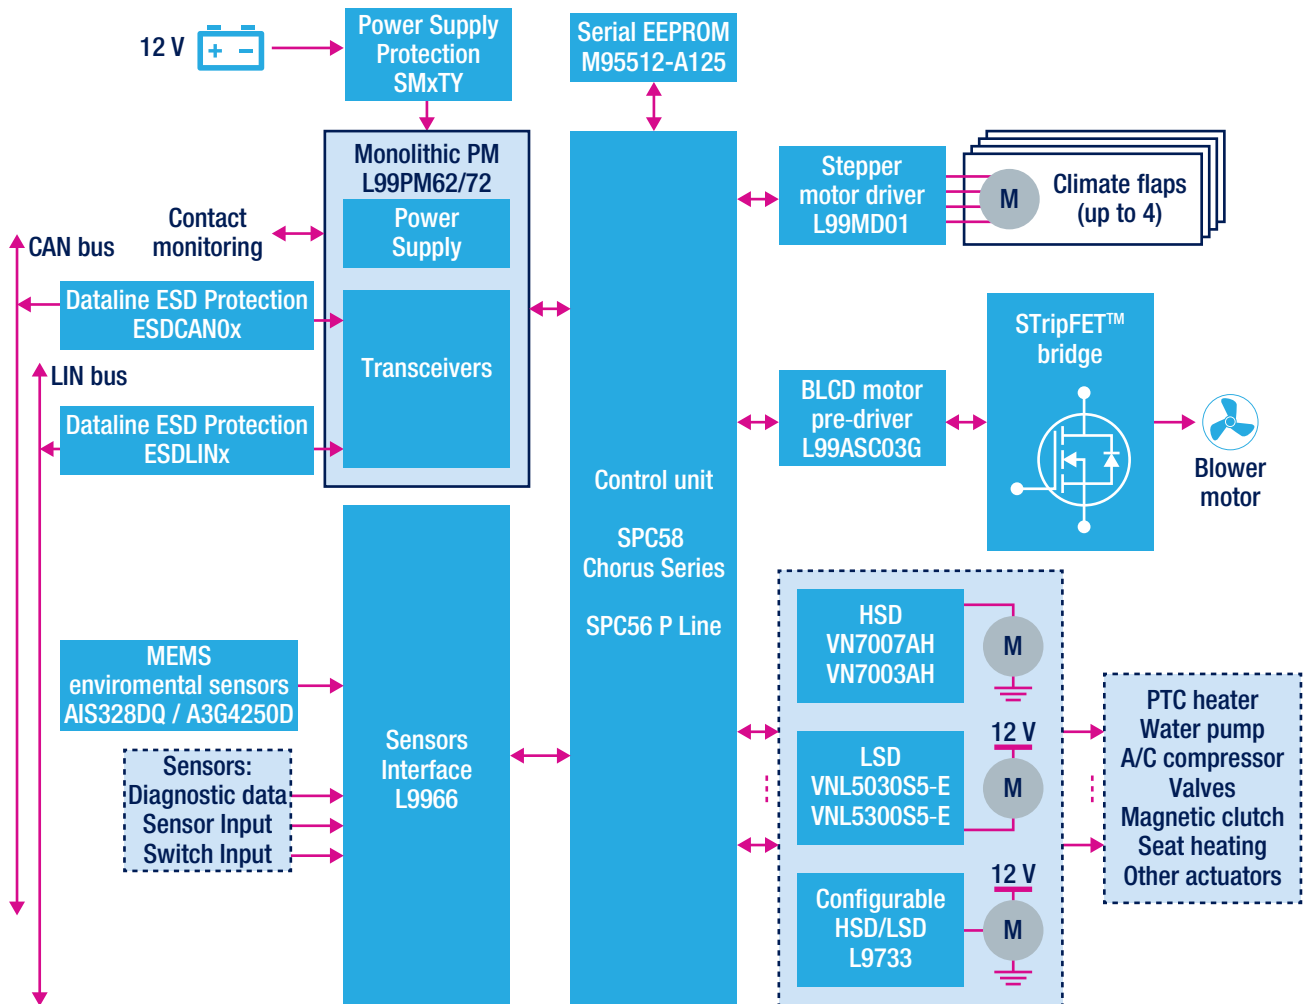 12 V
+ −
Power Supply
Protection
SMxTY
Serial EEPROM
M95512-A125
Monolithic PM
L99PM62/72
Power
Supply
Transceivers
Contact
monitoring
CAN bus
Dataline ESD Protection
ESDCAN0x
LIN bus
Dataline ESD Protection
ESDLINx
Control unit
SPC58
Chorus Series
SPC56 P Line
Stepper
motor driver
L99MD01
M
Climate flaps
(up to 4)
BLCD motor
pre-driver
L99ASC03G
STripFET™
bridge
Blower
motor
MEMS
enviromental sensors
AIS328DQ / A3G4250D
Sensors:
Diagnostic data
Sensor Input
Switch Input
Sensors
Interface
L9966
HSD
VN7007AH
VN7003AH
M
LSD
VNL5030S5-E
VNL5300S5-E
12 V
M
Configurable
HSD/LSD
L9733
12 V
M
PTC heater
Water pump
A/C compressor
Valves
Magnetic clutch
Seat heating
Other actuators